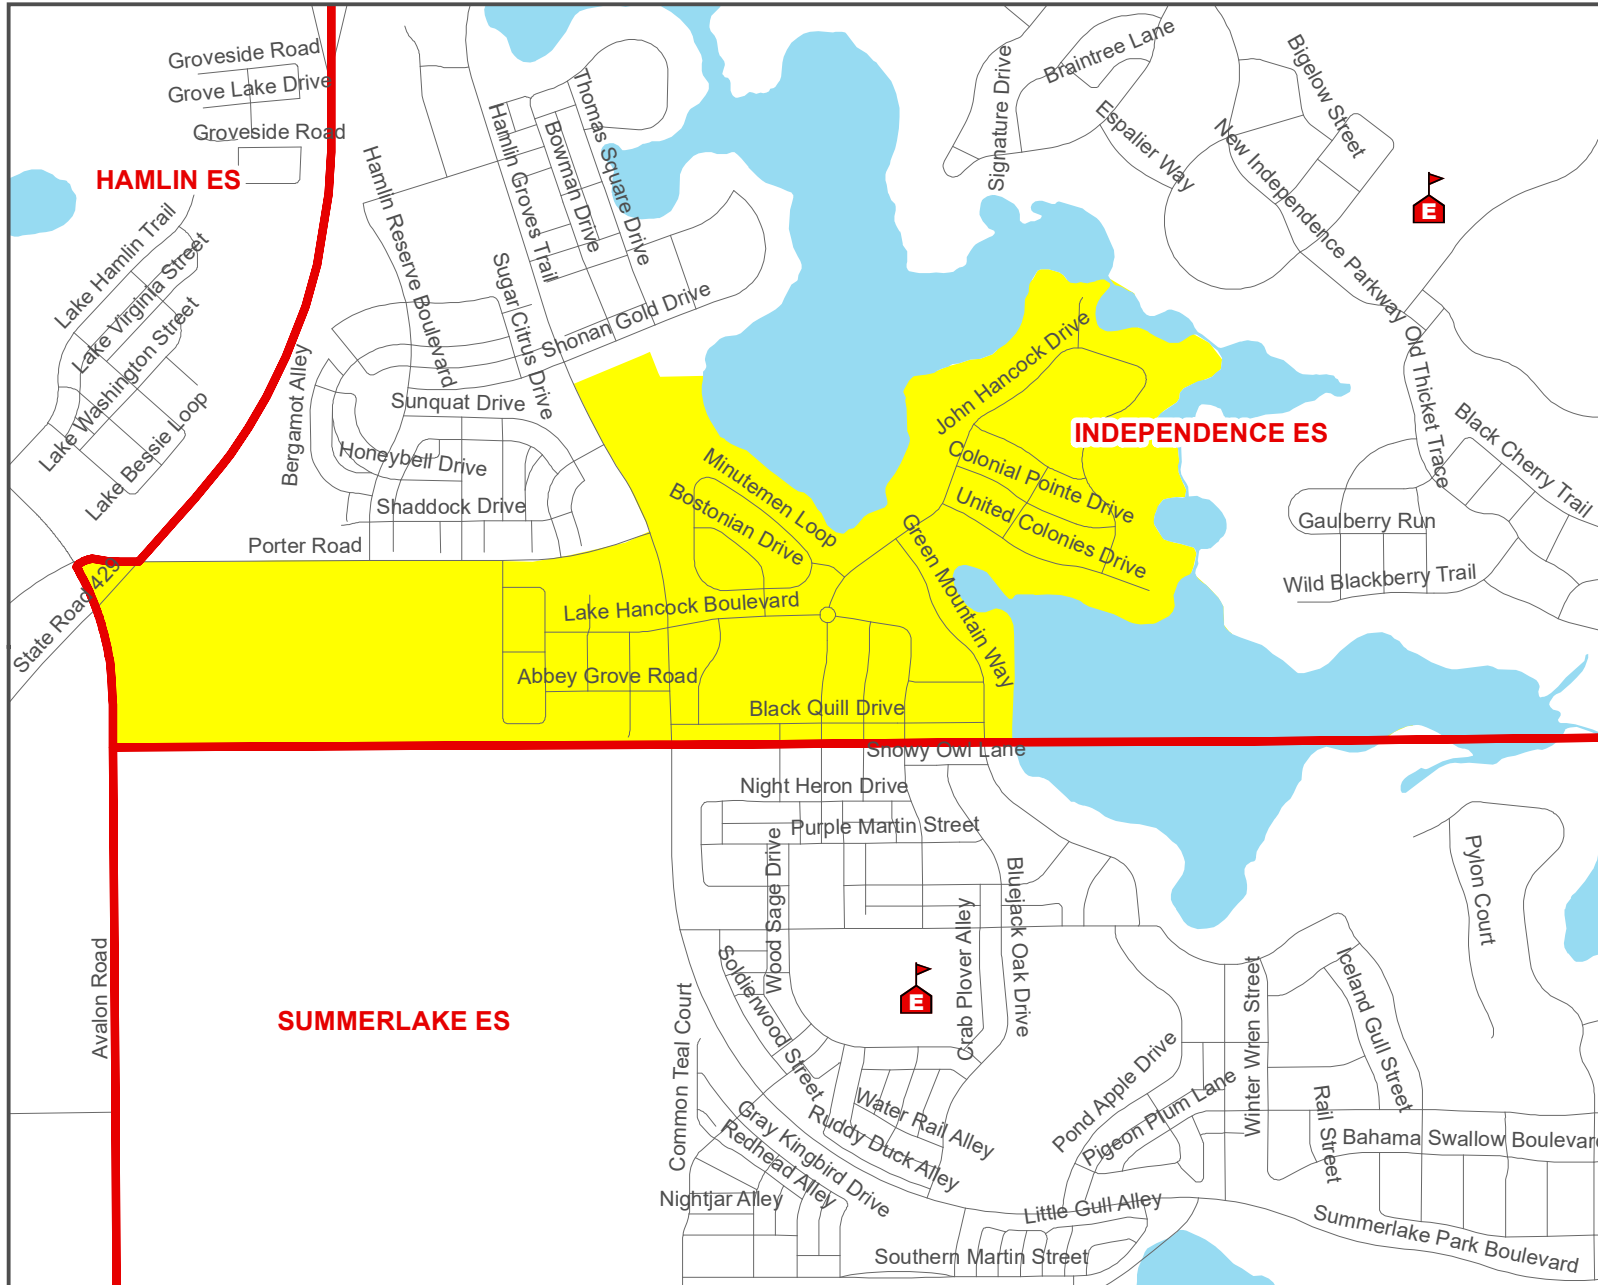 Groveside Road
Grove Lake Drive
Groveside Road
HAMLIN ES
Lake Hamlin Trail
Lake Virginia Street
Lake Washington Street
Lake Bessie Loop
Bergamot Alley
Hamlin Reserve Boulevard
Hamlin Groves Trail
Thomas Square Drive
Bowman Drive
Sugar Citrus Drive
Shonan Gold Drive
Sunquat Drive
Honeybell Drive
Shaddock Drive
Porter Road
State Road 429
Signature Drive
Braintree Lane
Espalier Way
Bigelow Street
New Independence Parkway
E
Old Thicket Trace
Black Cherry Trail
Gaulberry Run
Wild Blackberry Trail
John Hancock Drive
INDEPENDENCE ES
Colonial Pointe Drive
United Colonies Drive
Minutemen Loop
Bostonian Drive
Green Mountain Way
Lake Hancock Boulevard
Abbey Grove Road
Black Quill Drive
Snowy Owl Lane
Night Heron Drive
Purple Martin Street
Wood Sage Drive
Bluejack Oak Drive
Crab Plover Alley
E
Soldierwood Street
Common Teal Court
Avalon Road
SUMMERLAKE ES
Pylon Court
Iceland Gull Street
Winter Wren Street
Pond Apple Drive
Pigeon Plum Lane
Rail Street
Bahama Swallow Boulevard
Water Rail Alley
Ruddy Duck Alley
Gray Kingbird Drive
Redhead Alley
Nightjar Alley
Little Gull Alley
Southern Martin Street
Summerlake Park Boulevard